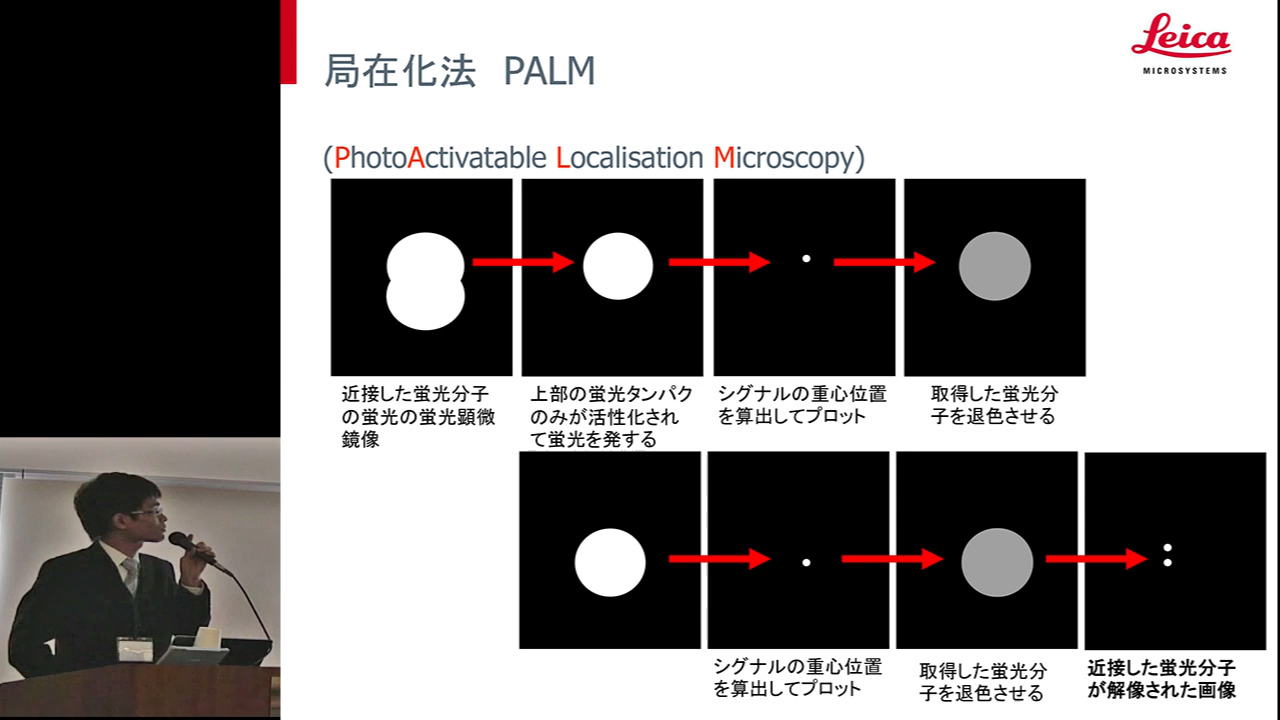 局在化法 PALM
Leica
MICROSYSTEMS
(PhotoActivatable Localisation Microscopy)
近接した蛍光分子
の蛍光の蛍光顕微
鏡像
上部の蛍光タンパク
のみが活性化され
て蛍光を発する
シグナルの重心位置
を算出してプロット
取得した蛍光分
子を退色させる
シグナルの重心位置
を算出してプロット
取得した蛍光分
子を退色させる
近接した蛍光分子
が解像された画像